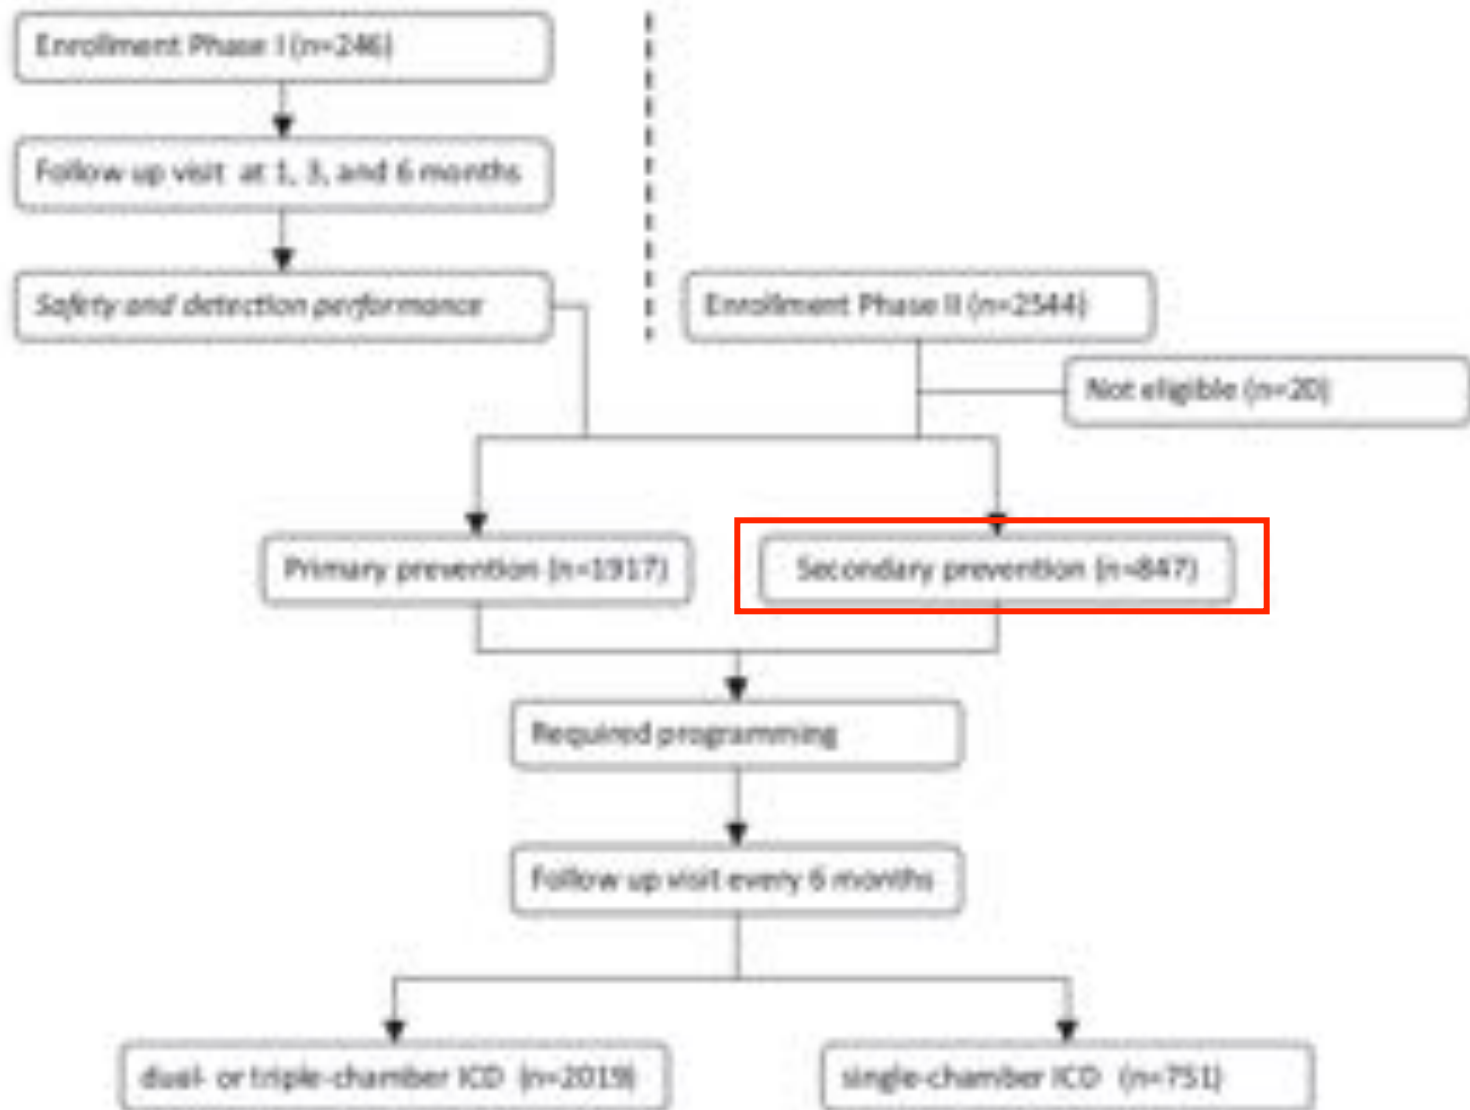 Enrollment Phase I (n=246)
Follow up visit at 1, 3, and 6 months
Safety and detection performance
Enrollment Phase II (n=2544)
Not eligible (n=20)
Primary prevention (n=1917)
Secondary prevention (n=847)
Required programming
Follow up visit every 6 months
dual- or triple-chamber ICD (n=2019)
single-chamber ICD (n=751)